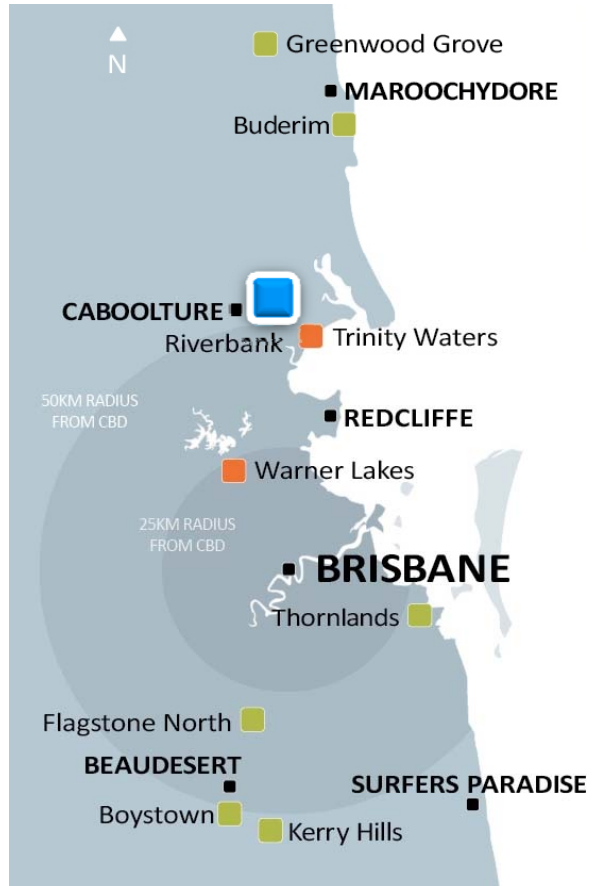 N
Greenwood Grove
MAROOCHYDORE
Buderim
CABOOLTURE
Riverbank
Trinity Waters
50KM RADIUS
FROM CBD
REDCLIFFE
Warner Lakes
25KM RADIUS
FROM CBD
BRISBANE
Thornlands
Flagstone North
BEAUDESERT
SURFERS PARADISE
Boystown
Kerry Hills